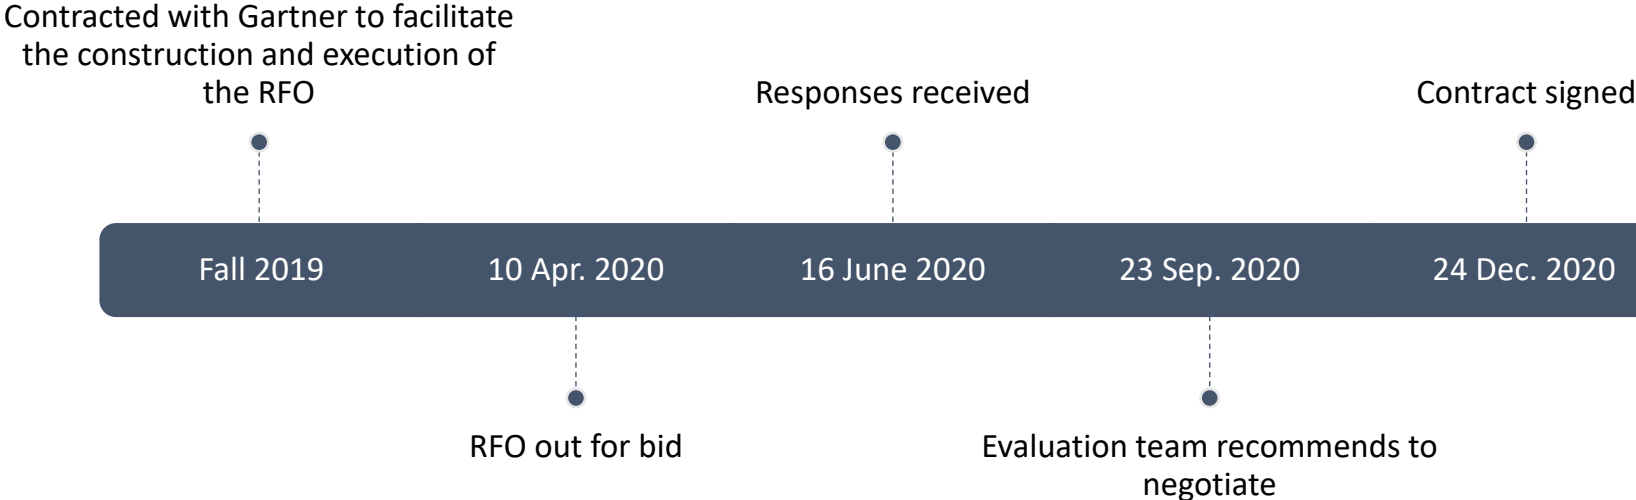 Contracted with Gartner to facilitate
the construction and execution of
the RFO
Responses received
Contract signed
Fall 2019
10 Apr. 2020
16 June 2020
23 Sep. 2020
24 Dec. 2020
RFO out for bid
Evaluation team recommends to
negotiate